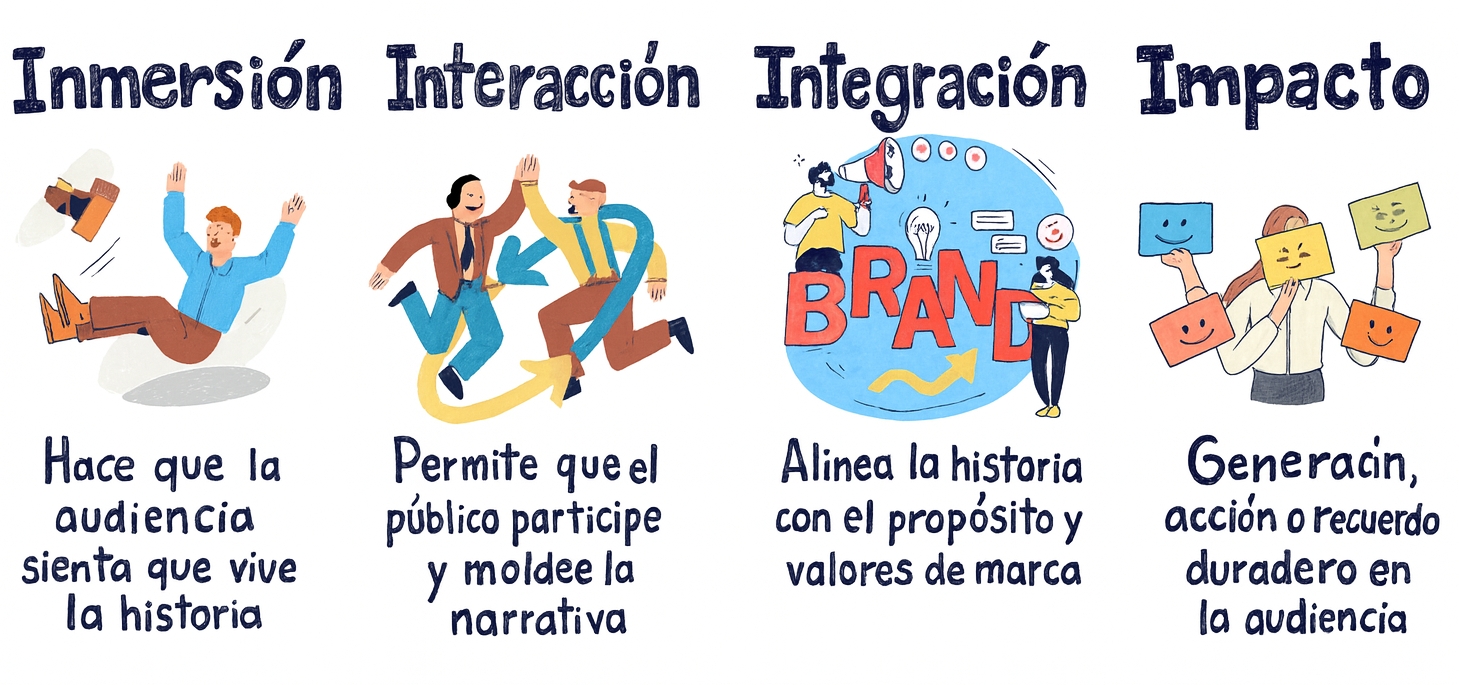 Inmersión
Hace que la
audiencia
sienta que vive
la historia
Interacción
Permite que el
público participe
y moldee la
narrativa
Integración
BRAND
Alinea la historia
con el propósito y
valores de marca
Impacto
Generacín,
acción o recuerdo
duradero en
la audiencia